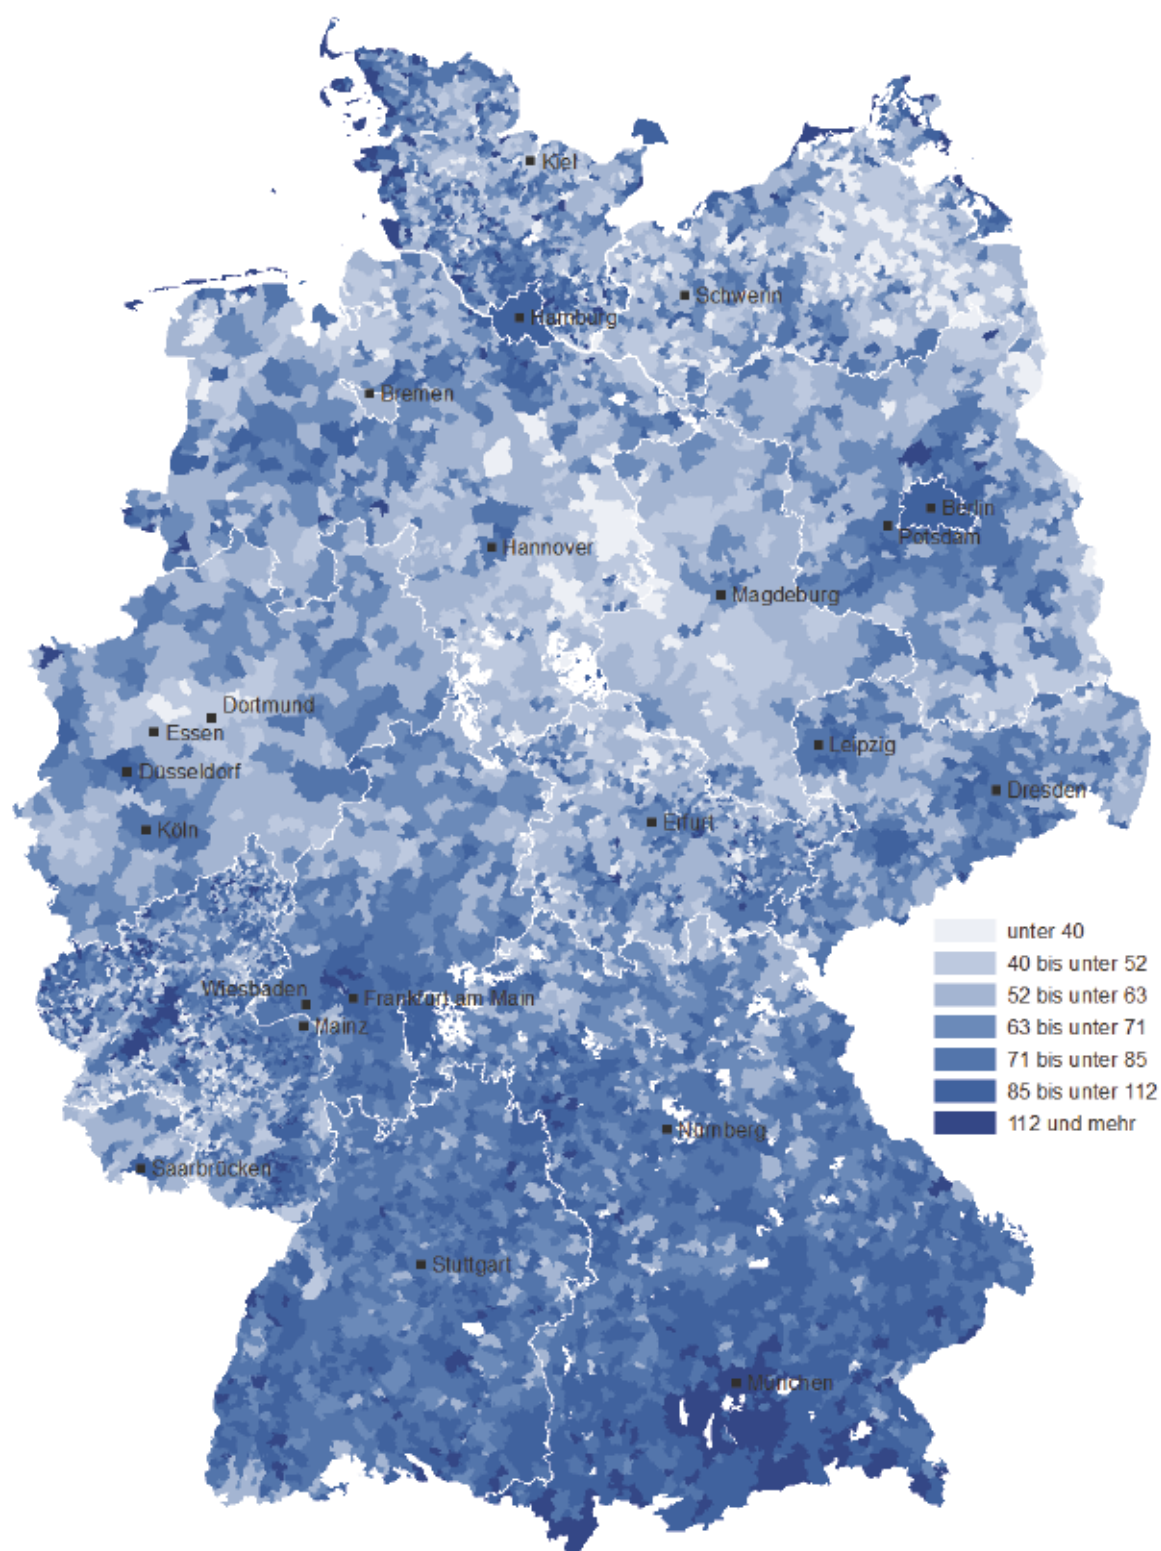 Kiel
Schwerin
Hamburg
Bremen
Berlin
Potsdam
Hannover
Magdeburg
Dortmund
Essen
Düsseldorf
Leipzig
Dresden
Köln
Erfurt
unter 40
40 bis unter 52
52 bis unter 63
63 bis unter 71
71 bis unter 85
85 bis unter 112
112 und mehr
Wiesbaden
Frankfurt am Main
Mainz
Nürnberg
Saarbrücken
Stuttgart
München